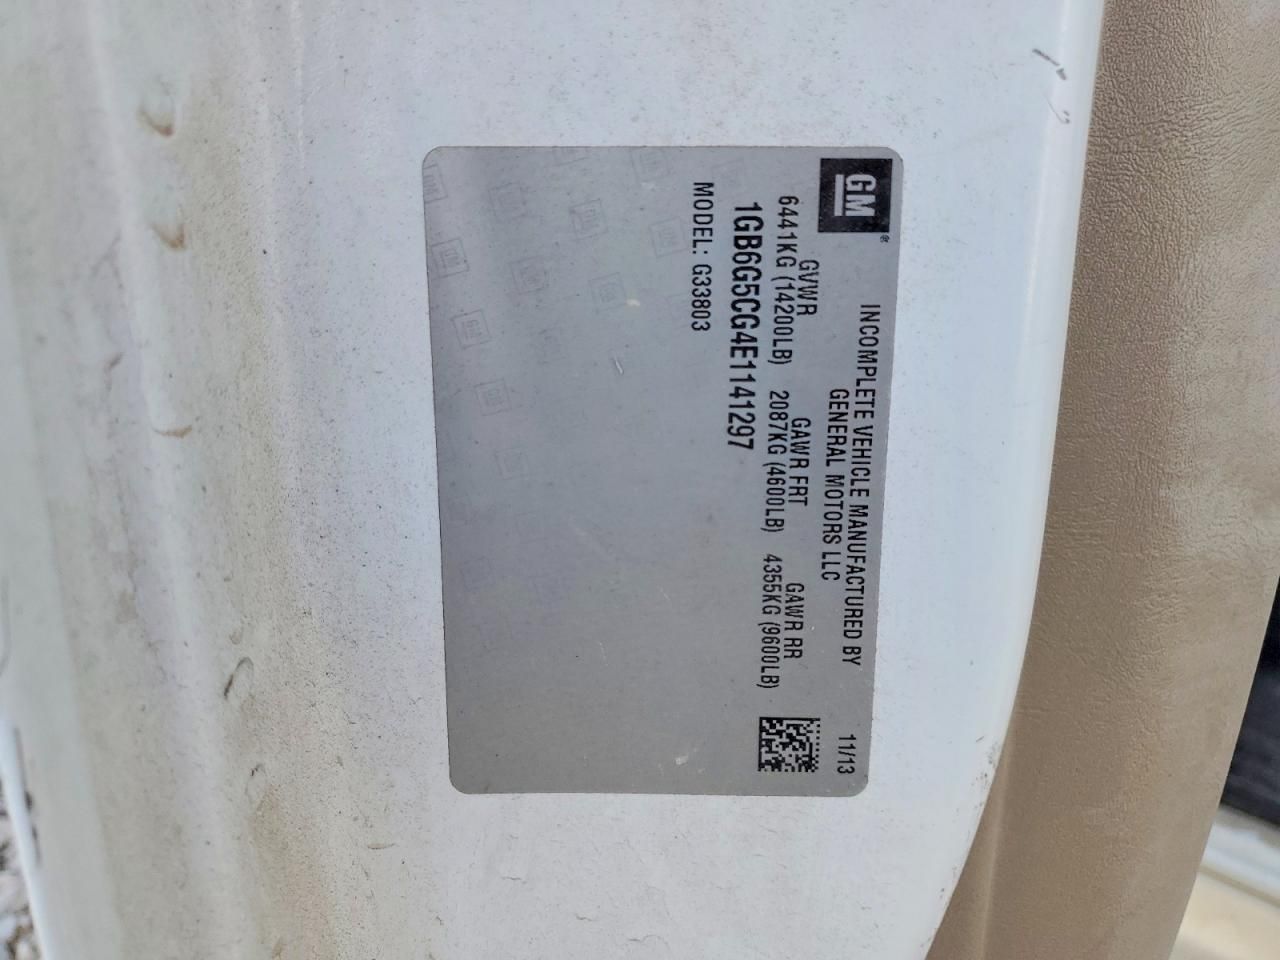 GM®
INCOMPLETE VEHICLE MANUFACTURED BY
GENERAL MOTORS LLC
11/13
GVWR GAWR FRT GAWR RR
6441KG (14200LB) 2087KG (4600LB) 4355KG (9600LB)
1GB6G5CG4E1141297
MODEL: G33803